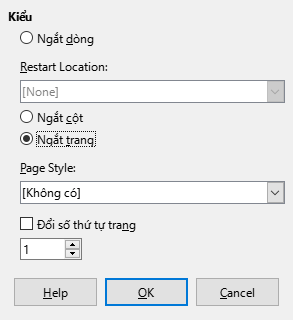 Kiểu
Ngắt dòng
Restart Location:
[None]
Ngắt cột
Ngắt trang
Page Style:
[Không có]
Đổi số thứ tự trang
1
Help
OK
Cancel